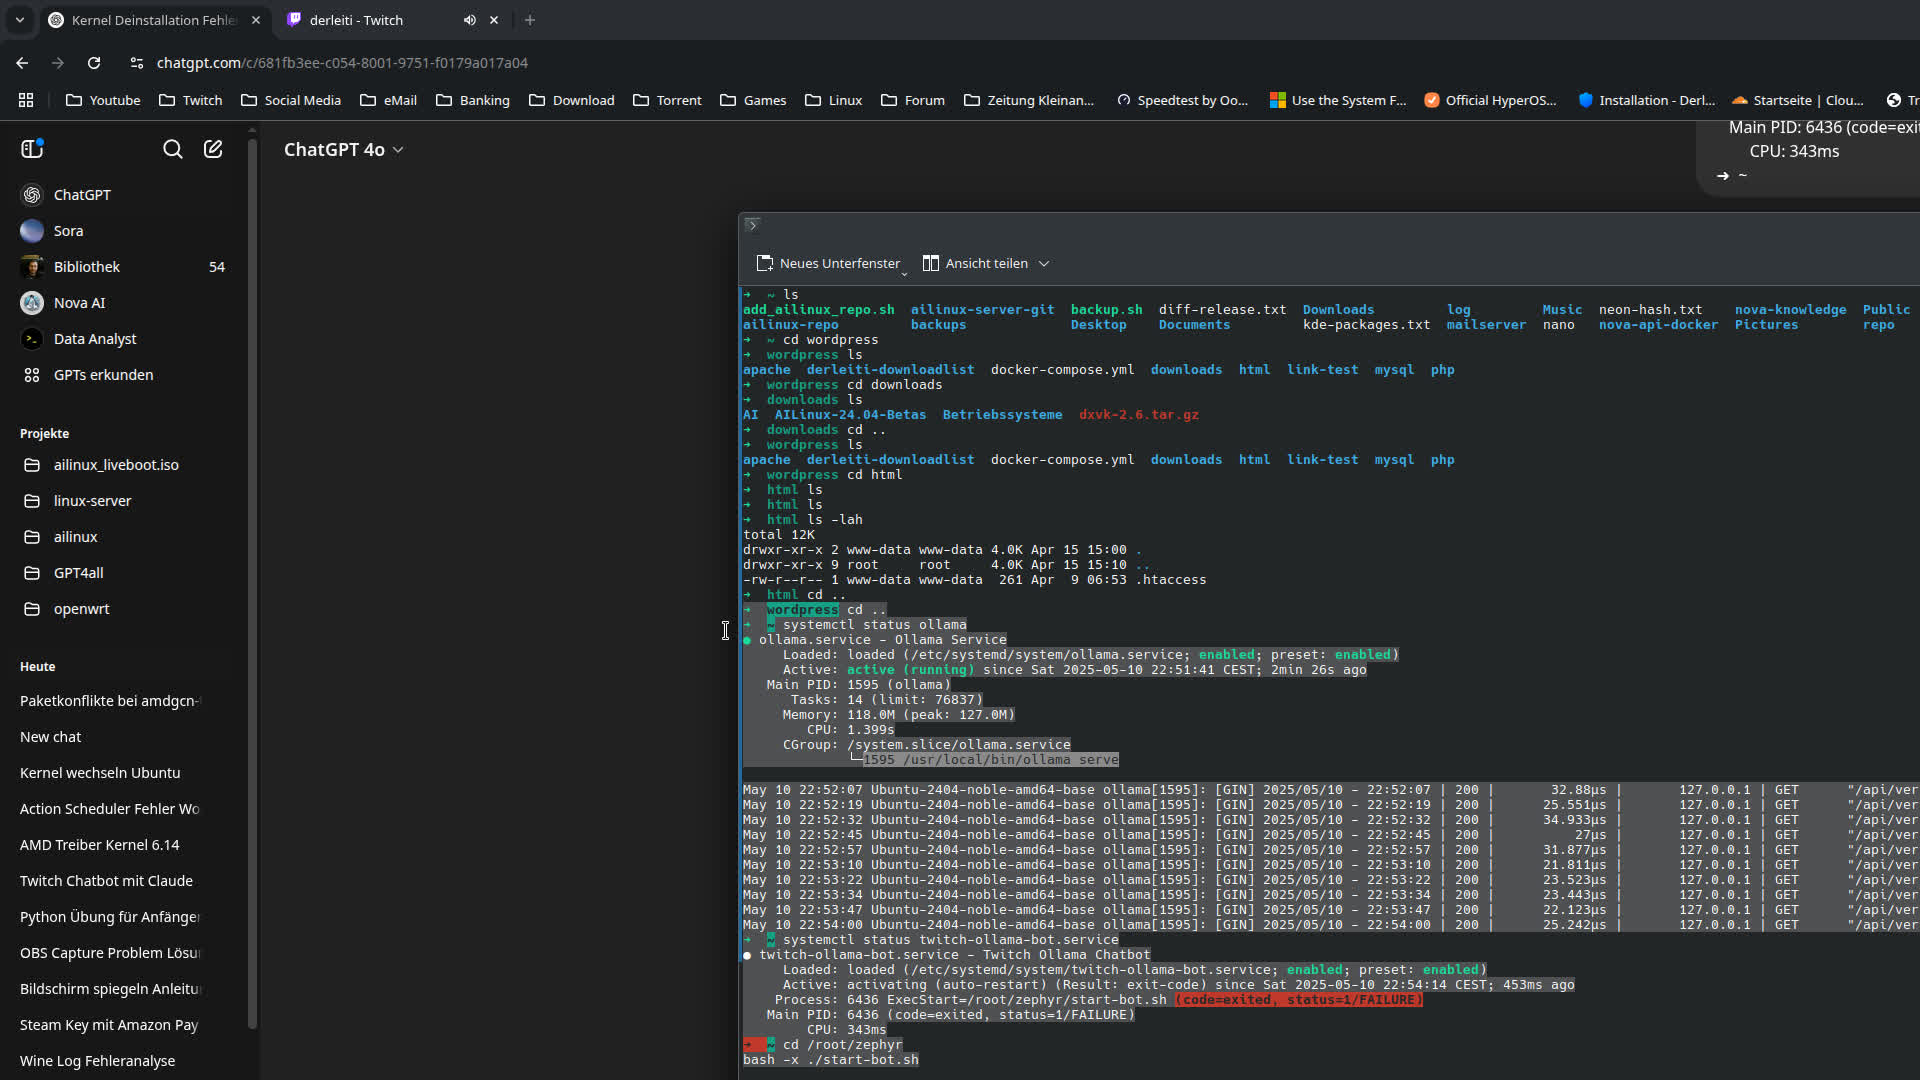 Kernel Deinstallation Fehle
derleiti - Twitch
chatgpt.com/c/681fb3ee-c054-8001-9751-f0179a017a04
Youtube Twitch Social Media eMail Banking Download Torrent Games Linux Forum Zeitung Kleinan... Speedtest by Oo... Use the System F... Official HyperOS... Installation - Derl... Startseite | Clou... Tr
ChatGPT 4o
Main PID: 6436 (code=exit
CPU: 343ms
➜ ~
ChatGPT
Sora
Bibliothek 54
Nova AI
Data Analyst
GPTs erkunden
Projekte
ailinux_liveboot.iso
linux-server
ailinux
GPT4all
openwrt
Heute
Paketkonflikte bei amdgcn-
New chat
Kernel wechseln Ubuntu
Action Scheduler Fehler Wo
AMD Treiber Kernel 6.14
Twitch Chatbot mit Claude
Python Übung für Anfänger
OBS Capture Problem Lösu
Bildschirm spiegeln Anleitu
Steam Key mit Amazon Pay
Wine Log Fehleranalyse
Neues Unterfenster Ansicht teilen
➜ ~ ls
add_ailinux_repo.sh ailinux-server-git backup.sh diff-release.txt Downloads log Music neon-hash.txt nova-knowledge Public
ailinux-repo backups Desktop Documents kde-packages.txt mailserver nano nova-api-docker Pictures repo
➜ ~ cd wordpress
➜ wordpress ls
apache derleiti-downloadlist docker-compose.yml downloads html link-test mysql php
➜ wordpress cd downloads
➜ downloads ls
AI AILinux-24.04-Betas Betriebssysteme dxvk-2.6.tar.gz
➜ downloads cd ..
➜ wordpress ls
apache derleiti-downloadlist docker-compose.yml downloads html link-test mysql php
➜ wordpress cd html
➜ html ls
➜ html ls
➜ html ls -lah
total 12K
drwxr-xr-x 2 www-data www-data 4.0K Apr 15 15:00 .
drwxr-xr-x 9 root root 4.0K Apr 15 15:10 ..
-rw-r--r-- 1 www-data www-data 261 Apr 9 06:53 .htaccess
➜ html cd ..
➜ wordpress cd ..
➜ ~ systemctl status ollama
● ollama.service - Ollama Service
Loaded: loaded (/etc/systemd/system/ollama.service; enabled; preset: enabled)
Active: active (running) since Sat 2025-05-10 22:51:41 CEST; 2min 26s ago
Main PID: 1595 (ollama)
Tasks: 14 (limit: 76837)
Memory: 118.0M (peak: 127.0M)
CPU: 1.399s
CGroup: /system.slice/ollama.service
└─1595 /usr/local/bin/ollama serve
May 10 22:52:07 Ubuntu-2404-noble-amd64-base ollama[1595]: [GIN] 2025/05/10 - 22:52:07 | 200 | 32.88µs | 127.0.0.1 | GET "/api/ver
May 10 22:52:19 Ubuntu-2404-noble-amd64-base ollama[1595]: [GIN] 2025/05/10 - 22:52:19 | 200 | 25.551µs | 127.0.0.1 | GET "/api/ver
May 10 22:52:32 Ubuntu-2404-noble-amd64-base ollama[1595]: [GIN] 2025/05/10 - 22:52:32 | 200 | 34.933µs | 127.0.0.1 | GET "/api/ver
May 10 22:52:45 Ubuntu-2404-noble-amd64-base ollama[1595]: [GIN] 2025/05/10 - 22:52:45 | 200 | 27µs | 127.0.0.1 | GET "/api/ver
May 10 22:52:57 Ubuntu-2404-noble-amd64-base ollama[1595]: [GIN] 2025/05/10 - 22:52:57 | 200 | 31.877µs | 127.0.0.1 | GET "/api/ver
May 10 22:53:10 Ubuntu-2404-noble-amd64-base ollama[1595]: [GIN] 2025/05/10 - 22:53:10 | 200 | 21.811µs | 127.0.0.1 | GET "/api/ver
May 10 22:53:22 Ubuntu-2404-noble-amd64-base ollama[1595]: [GIN] 2025/05/10 - 22:53:22 | 200 | 23.523µs | 127.0.0.1 | GET "/api/ver
May 10 22:53:34 Ubuntu-2404-noble-amd64-base ollama[1595]: [GIN] 2025/05/10 - 22:53:34 | 200 | 23.443µs | 127.0.0.1 | GET "/api/ver
May 10 22:53:47 Ubuntu-2404-noble-amd64-base ollama[1595]: [GIN] 2025/05/10 - 22:53:47 | 200 | 22.123µs | 127.0.0.1 | GET "/api/ver
May 10 22:54:00 Ubuntu-2404-noble-amd64-base ollama[1595]: [GIN] 2025/05/10 - 22:54:00 | 200 | 25.242µs | 127.0.0.1 | GET "/api/ver
➜ ~ systemctl status twitch-ollama-bot.service
● twitch-ollama-bot.service - Twitch Ollama Chatbot
Loaded: loaded (/etc/systemd/system/twitch-ollama-bot.service; enabled; preset: enabled)
Active: activating (auto-restart) (Result: exit-code) since Sat 2025-05-10 22:54:14 CEST; 453ms ago
Process: 6436 ExecStart=/root/zephyr/start-bot.sh (code=exited, status=1/FAILURE)
Main PID: 6436 (code=exited, status=1/FAILURE)
CPU: 343ms
➜ ~ cd /root/zephyr
bash -x ./start-bot.sh